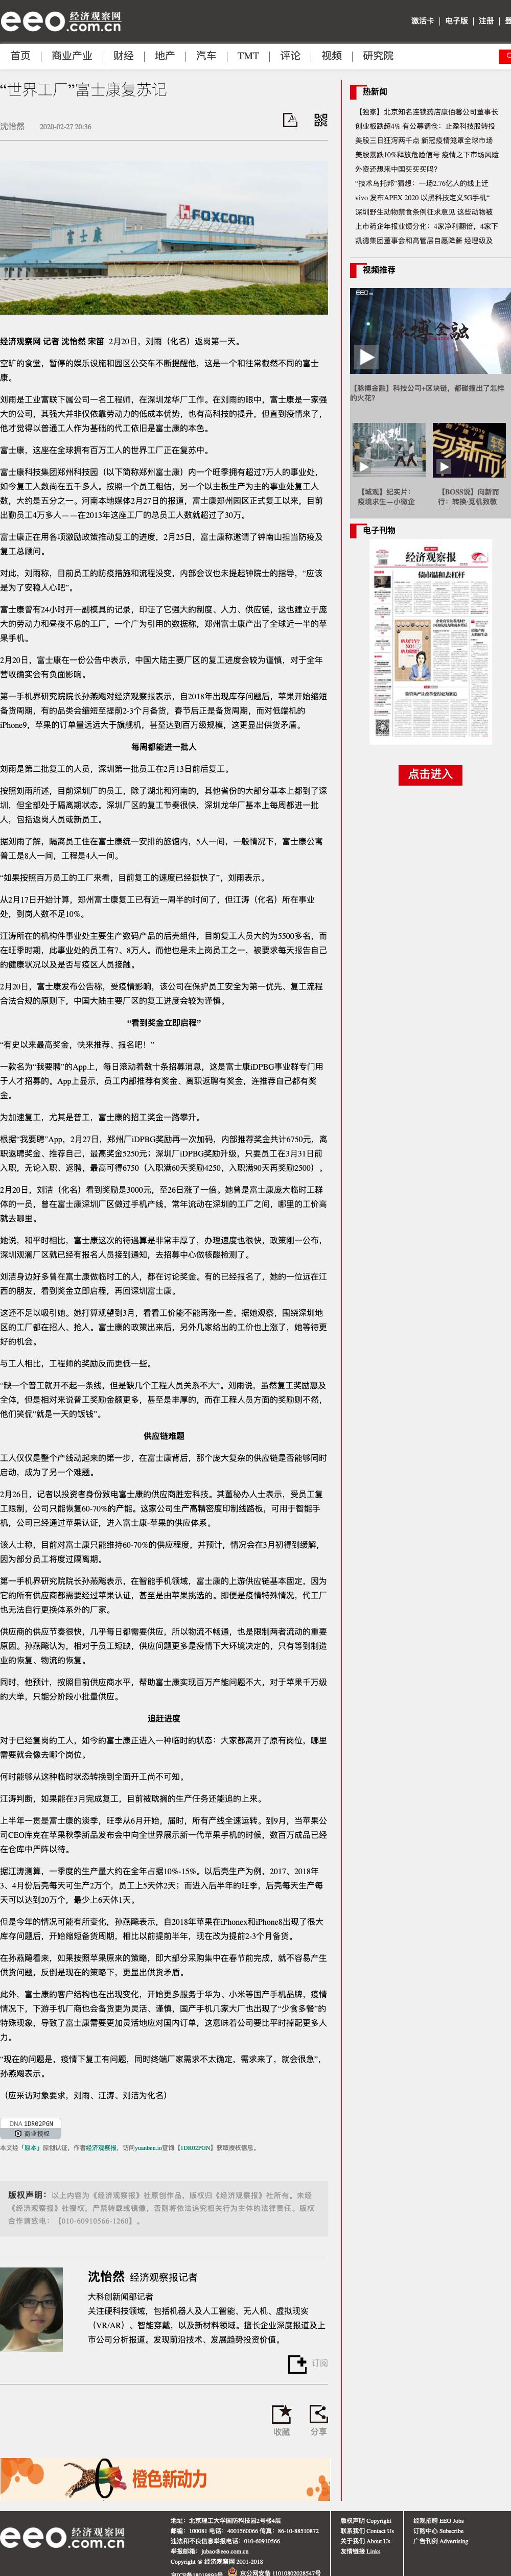 eeo 经济观察网
.com.cn
激活卡 | 电子版 | 注册 |
首页 | 商业产业 | 财经 | 地产 | 汽车 | TMT | 评论 | 视频 | 研究院
“世界工厂”富士康复苏记
沈怡然 2020-02-27 20:36
FOXCONN
经济观察网 记者 沈怡然 宋笛 2月20日，刘雨（化名）返岗第一天。
空旷的食堂，暂停的娱乐设施和园区公交车不断提醒他，这是一个和往常截然不同的富士
康。
刘雨是工业富联下属公司一名工程师，在深圳龙华厂工作。在刘雨的眼中，富士康是一家强
大的公司，其强大并非仅依靠劳动力的低成本优势，也有高科技的提升，但直到疫情来了，
他才觉得以普通工人作为基础的代工依旧是富士康的本色。
富士康，这座在全球拥有百万工人的世界工厂正在复苏中。
富士康科技集团郑州科技园（以下简称郑州富士康）内一个旺季拥有超过7万人的事业处，
如今复工人数尚在五千多人。按照一个员工粗估，另一个以主板生产为主的事业处复工人
数，大约是五分之一。河南本地媒体2月27日的报道，富士康郑州园区正式复工以来，目前
出勤员工4万多人——在2013年这座工厂的总员工人数就超过了30万。
富士康正在用各项激励政策推动复工的进度，2月25日，富士康称邀请了钟南山担当防疫及
复工总顾问。
对此，刘雨称，目前员工的防疫措施和流程没变，内部会议也未提起钟院士的指导，“应该
是为了安稳人心吧”。
富士康曾有24小时开一副模具的记录，印证了它强大的制度、人力、供应链，这也建立于庞
大的劳动力和昼夜不息的工厂，一个广为引用的数据称，郑州富士康产出了全球近一半的苹
果手机。
2月20日，富士康在一份公告中表示，中国大陆主要厂区的复工进度会较为谨慎，对于全年
营收确实会有负面影响。
第一手机界研究院院长孙燕飚对经济观察报表示，自2018年出现库存问题后，苹果开始缩短
备货周期，有的品类会缩短至提前2-3个月备货，春节后正是备货周期，而对低端机的
iPhone9，苹果的订单量远远大于旗舰机，甚至达到百万级规模，这更显出供货矛盾。
每周都能进一批人
刘雨是第二批复工的人员，深圳第一批员工在2月13日前后复工。
按照刘雨所述，目前深圳厂的员工，除了湖北和河南的，其他省份的大部分基本上都到了深
圳，但全部处于隔离期状态。深圳厂区的复工节奏很快，深圳龙华厂基本上每周都进一批
人，包括返岗人员或新员工。
据刘雨了解，隔离员工住在富士康统一安排的旅馆内，5人一间，一般情况下，富士康公寓
普工是8人一间，工程是4人一间。
“如果按照百万员工的工厂来看，目前复工的速度已经挺快了”，刘雨表示。
从2月17日开始计算，郑州富士康复工已有近一周半的时间了，但江涛（化名）所在事业
处，到岗人数不足10%。
江涛所在的机构件事业处主要生产数码产品的后壳组件，目前复工人员大约为5500多名，而
在旺季时期，此事业处的员工有7、8万人。而他也是未上岗员工之一，被要求每天报告自己
的健康状况以及是否与疫区人员接触。
2月20日，富士康发布公告称，受疫情影响，该公司在保护员工安全为第一优先、复工流程
合法合规的原则下，中国大陆主要厂区的复工进度会较为谨慎。
“看到奖金立即启程”
“有史以来最高奖金，快来推荐、报名吧！”
一款名为“我要聘”的App上，每日滚动着数十条招募消息，这是富士康iDPBG事业群专门用
于人才招募的。App上显示，员工内部推荐有奖金、离职返聘有奖金，连推荐自己都有奖
金。
为加速复工，尤其是普工，富士康的招工奖金一路攀升。
根据“我要聘”App，2月27日，郑州厂iDPBG奖励再一次加码，内部推荐奖金共计6750元，离
职返聘奖金、推荐自己，最高奖金5250元；深圳厂iDPBG奖励升级，只要员工在3月31日前
入职，无论入职、返聘，最高可得6750（入职满60天奖励4250，入职满90天再奖励2500）。
2月20日，刘洁（化名）看到奖励是3000元，至26日涨了一倍。她曾是富士康庞大临时工群
体的一员，曾在富士康深圳厂区做过手机产线，常年流动在深圳的工厂之间，哪里的工价高
就去哪里。
她说，和平时相比，富士康这次的待遇算是非常丰厚了，办理速度也很快，政策刚一公布，
深圳观澜厂区就已经有报名人员接到通知，去招募中心做核酸检测了。
刘洁身边好多曾在富士康做临时工的人，都在讨论奖金。有的已经报名了，她的一位远在江
西的朋友，看到奖金立即启程，再回深圳富士康。
这还不足以吸引她。她打算观望到3月，看看工价能不能再涨一些。据她观察，围绕深圳地
区的工厂都在招人、抢人。富士康的政策出来后，另外几家给出的工价也上涨了，她等待更
好的机会。
与工人相比，工程师的奖励反而更低一些。
“缺一个普工就开不起一条线，但是缺几个工程人员关系不大”。刘雨说，虽然复工奖励惠及
全体，但是相对来说普工奖励金额更多，甚至是丰厚的，而在工程人员方面的奖励则不然，
他们笑侃“就是一天的饭钱”。
供应链难题
工人仅仅是整个产线动起来的第一步，在富士康背后，那个庞大复杂的供应链是否能够同时
启动，成为了另一个难题。
2月26日，记者以投资者身份致电富士康的供应商胜宏科技。其董秘办人士表示，受员工复
工限制，公司只能恢复60-70%的产能。这家公司生产高精密度印制线路板，可用于智能手
机，公司已经通过苹果认证，进入富士康-苹果的供应体系。
该人士称，目前对富士康只能维持60-70%的供应程度，并预计，情况会在3月初得到缓解，
因为部分员工将度过隔离期。
第一手机界研究院院长孙燕飚表示，在智能手机领域，富士康的上游供应链基本固定，因为
它的所有供应商都需要经过苹果认证，甚至是由苹果挑选的，即便是疫情特殊情况，代工厂
也无法自行更换体系外的厂家。
供应商的供应节奏很快，几乎每日都需要供应，所以物流不畅通，也是限制两者流动的重要
原因。孙燕飚认为，相对于员工短缺，供应问题更多是疫情下大环境决定的，只有等到制造
业的恢复、物流的恢复。
同时，他预计，按照目前供应商水平，帮助富士康实现百万产能问题不大，对于苹果千万级
的大单，只能分阶段小批量供应。
追赶进度
对于已经复岗的工人，如今的富士康正进入一种临时的状态：大家都离开了原有岗位，哪里
需要就会像去哪个岗位。
何时能够从这种临时状态转换到全面开工尚不可知。
江涛判断，如果能在3月完成复工，目前被耽搁的生产任务还能追的上来。
上半年一贯是富士康的淡季，旺季从6月开始，届时，所有产线全速运转。到9月，当苹果公
司CEO库克在苹果秋季新品发布会中向全世界展示新一代苹果手机的时候，数百万成品已经
在仓库中严阵以待。
据江涛测算，一季度的生产量大约在全年占据10%-15%。以后壳生产为例，2017、2018年
3、4月份后壳每天可生产2万个，员工上5天休2天；而进入后半年的旺季，后壳每天生产每
天可以达到20万个，最少上6天休1天。
但是今年的情况可能有所变化，孙燕飚表示，自2018年苹果在iPhonex和iPhone8出现了很大
库存问题后，开始缩短备货周期，相比以前提前半年，现在改为提前2-3个月备货。
在孙燕飚看来，如果按照苹果原来的策略，即大部分采购集中在春节前完成，就不容易产生
供货问题，反倒是现在的策略下，更显出供货矛盾。
此外，富士康的客户结构也在出现变化，开始更多服务于华为、小米等国产手机品牌，疫情
情况下，下游手机厂商也会备货更为灵活、谨慎，国产手机几家大厂也出现了“少食多餐”的
特殊现象，导致了富士康需要更加灵活地应对国内订单，这意味着公司要比平时掉配更多人
力。
“现在的问题是，疫情下复工有问题，同时终端厂家需求不太确定，需求来了，就会很急”，
孙燕飚表示。
（应采访对象要求，刘雨、江涛、刘洁为化名）
DNA 1DR02PGN
商业授权
本文经「原本」原创认证，作者经济观察报，访问yuanben.io查询【1DR02PGN】获取授权信息。
版权声明：以上内容为《经济观察报》社原创作品，版权归《经济观察报》社所有。未经
《经济观察报》社授权，严禁转载或镜像，否则将依法追究相关行为主体的法律责任。版权
合作请致电：【010-60910566-1260】。
沈怡然 经济观察报记者
大科创新闻部记者
关注硬科技领域，包括机器人及人工智能、无人机、虚拟现实
（VR/AR）、智能穿戴，以及新材料领域。擅长企业深度报道及上
市公司分析报道。发现前沿技术、发展趋势投资价值。
订阅
收藏 分享
橙色新动力
热新闻
【独家】北京知名连锁药店康佰馨公司董事长
创业板跌超4% 有公募调仓：止盈科技股转投
美股三日狂泻两千点 新冠疫情笼罩全球市场
美股暴跌10%释放危险信号 疫情之下市场风险
外资还想来中国买买买吗？
“技术乌托邦”猜想：一场2.76亿人的线上迁
vivo 发布APEX 2020 以黑科技定义5G手机“
深圳野生动物禁食条例征求意见 这些动物被
上市药企年报业绩分化：4家净利翻倍，4家下
凯德集团董事会和高管层自愿降薪 经理级及
视频推荐
eeo
脉搏金融
【脉搏金融】科技公司+区块链，都碰撞出了怎样
的火花？
【城观】纪实片：
疫境求生—小微企
【BOSS说】向新而
行：转换·觅机致敬
电子刊物
经济观察报
债市温和去杠杆
点击进入
eeo 经济观察网
.com.cn
地址：北京理工大学国防科技园2号楼4层
邮编：100081 电话：4001560066 传真：86-10-88510872
违法和不良信息举报电话：010-60910566
举报邮箱：jubao@eeo.com.cn
Copyright @ 经济观察网 2001-2018
京ICP备18019893号 京公网安备 11010802028547号
版权声明 Copyright
联系我们 Contact Us
关于我们 About Us
友情链接 Links
经观招聘 EEO Jobs
订购中心 Subscribe
广告刊例 Advertising